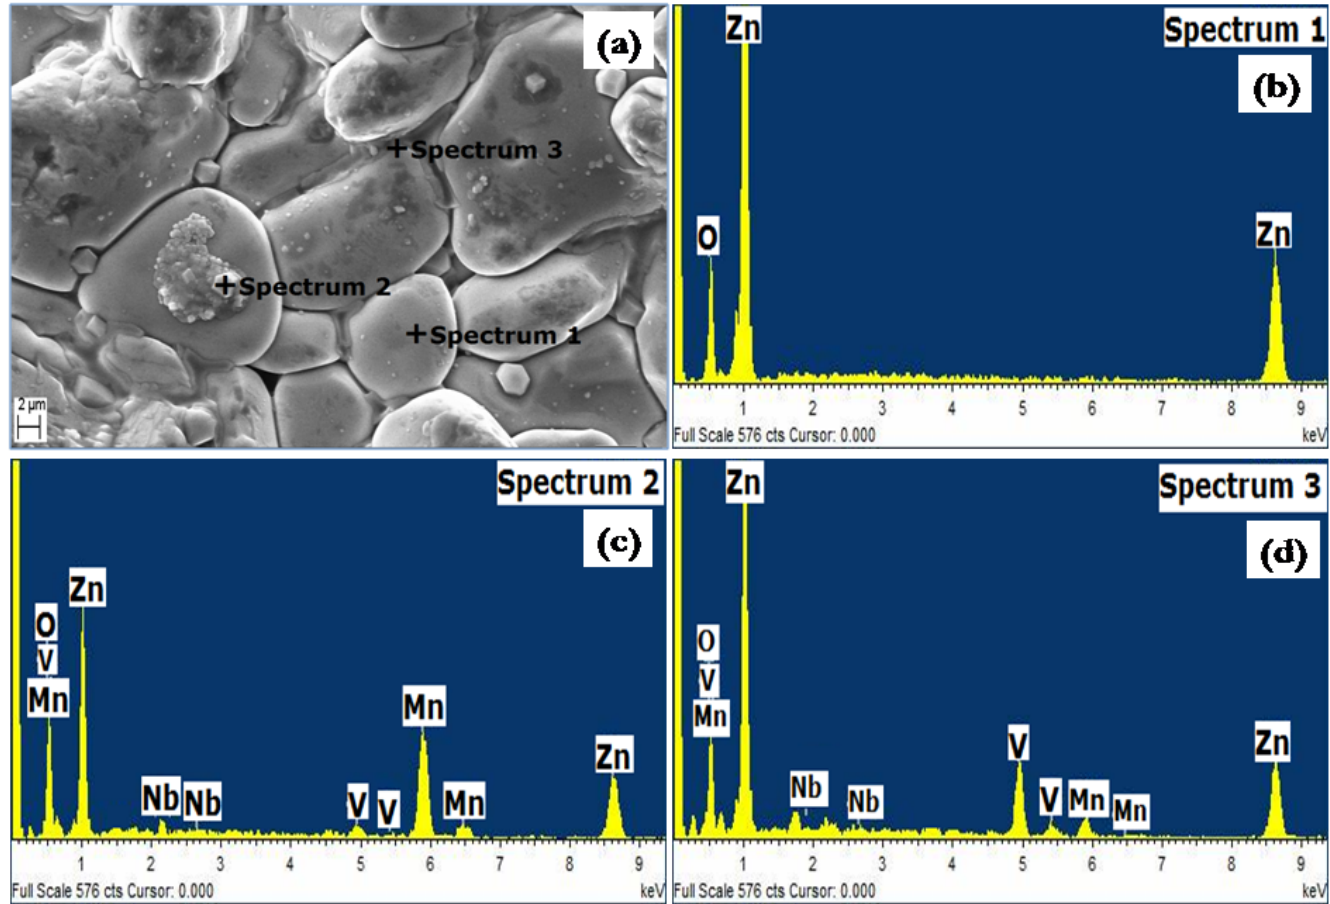 (a)
+Spectrum 3
+Spectrum 2
+Spectrum 1
2 µm
Zn
Spectrum 1
(b)
O
Zn
1 2 3 4 5 6 7 8 9
Full Scale 576 cts Cursor: 0.000 keV
Spectrum 2
(c)
Zn
O
V
Mn
Mn
Nb
Nb
V
V
Mn
Zn
1 2 3 4 5 6 7 8 9
Full Scale 576 cts Cursor: 0.000 keV
Zn
Spectrum 3
(d)
O
V
Mn
Nb
Nb
V
V
Mn
Mn
Zn
1 2 3 4 5 6 7 8 9
Full Scale 576 cts Cursor: 0.000 keV